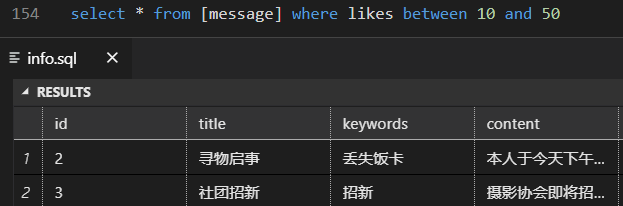 154 select * from [message] where likes between 10 and 50
info.sql
RESULTS
id title keywords content
1 2 寻物启事 丢失饭卡 本人于今天下午...
2 3 社团招新 招新 摄影协会即将招...